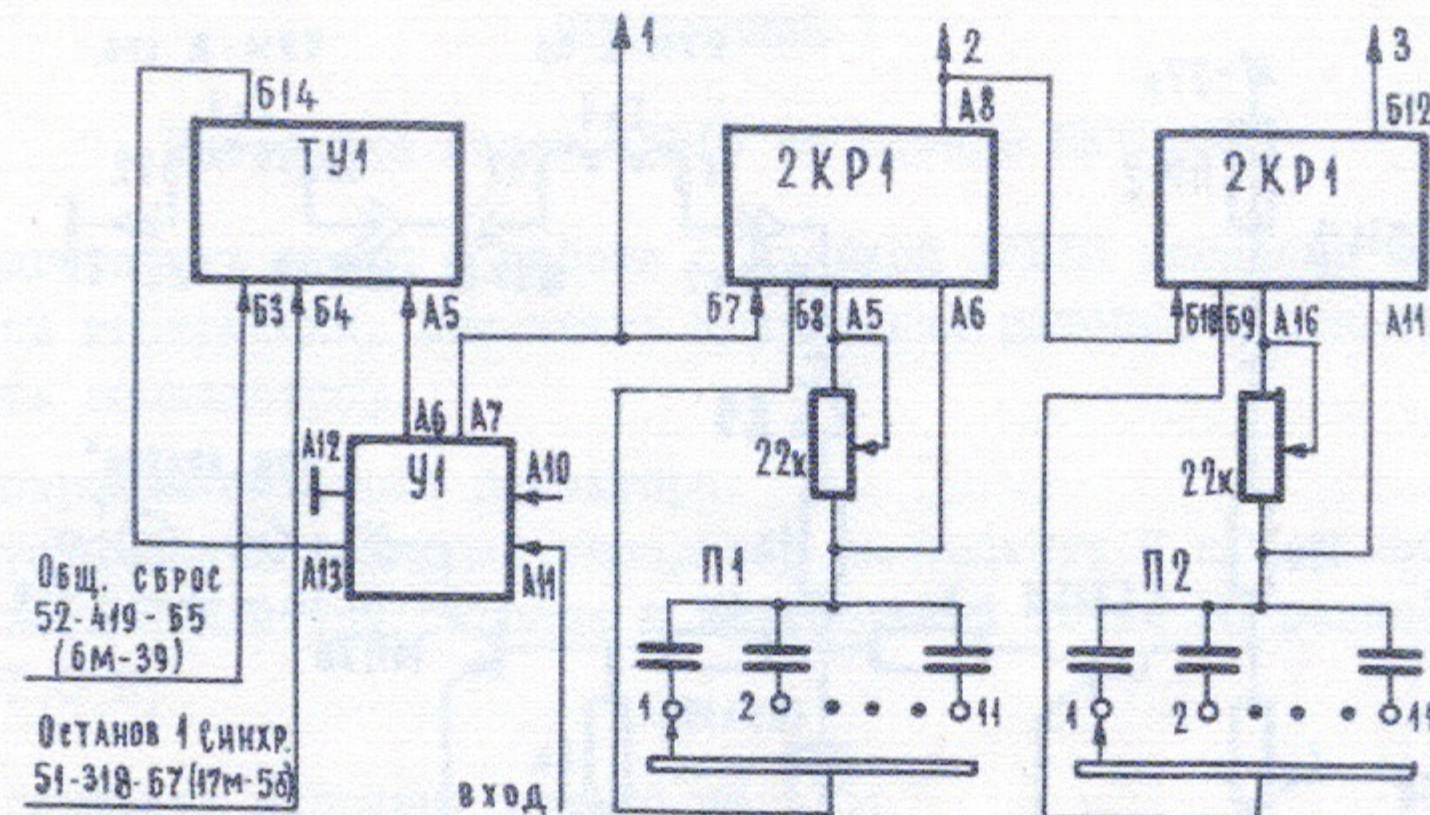 1
2
3
Б14
А8
Б12
ТУ1
2КР1
2КР1
Б3
Б4
А5
Б7
Б8
А5
А6
Б18
Б9
А16
А11
А6
А7
А12
У1
А10
22к
22к
А13
А11
П1
П2
Общ. сброс
52-419-Б5
(6м-39)
1
2
11
1
2
11
Останов 1 синхр.
51-318-Б7(17м-5б)
вход